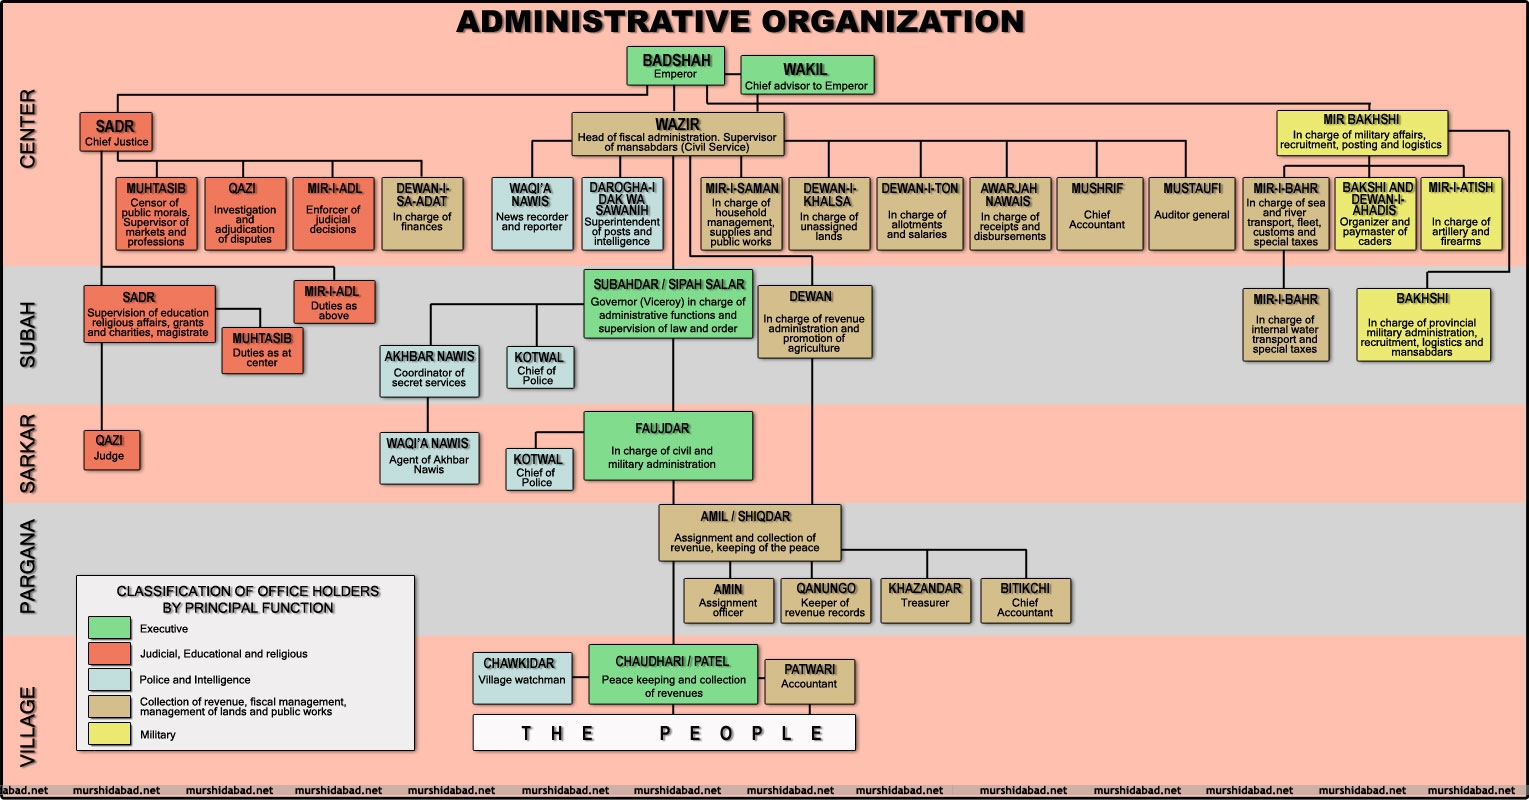 ADMINISTRATIVE ORGANIZATION
CENTER
BADSHAH
Emperor
WAKIL
Chief advisor to Emperor
SADR
Chief Justice
WAZIR
Head of fiscal administration. Supervisor
of mansabdars (Civil Service)
MIR BAKHSHI
In charge of military affairs,
recruitment, posting and logistics
MUHTASIB
Censor of
public morals.
Supervisor of
markets and
professions
QAZI
Investigation
and
adjudication
of disputes
MIR-I-ADL
Enforcer of
judicial
decisions
DEWAN-I-
SA-ADAT
In charge of
finances
WAQI'A
NAWIS
News recorder
and reporter
DAROGHA-I
DAK WA
SAWANIH
Superintendent
of posts and
intelligence
MIR-I-SAMAN
In charge of
household
management,
supplies and
public works
DEWAN-I-
KHALSA
In charge of
unassigned
lands
DEWAN-I-TON
In charge of
allotments
and salaries
AWARJAH
NAWAIS
In charge of
receipts and
disbursements
MUSHRIF
Chief
Accountant
MUSTAUFI
Auditor general
MIR-I-BAHR
In charge of sea
and river
transport, fleet,
customs and
special taxes
BAKSHI AND
DEWAN-I-
AHADIS
Organizer and
paymaster of
caders
MIR-I-ATISH
In charge of
artillery and
firearms
SUBAH
SADR
Supervision of education
religious affairs, grants
and charities, magistrate
MIR-I-ADL
Duties as
above
MUHTASIB
Duties as at
center
AKHBAR NAWIS
Coordinator of
secret services
KOTWAL
Chief of
Police
SUBAHDAR / SIPAH SALAR
Governor (Viceroy) in charge of
administrative functions and
supervision of law and order
DEWAN
In charge of revenue
administration and
promotion of
agriculture
MIR-I-BAHR
In charge of
internal water
transport and
special taxes
BAKHSHI
In charge of provincial
military administration,
recruitment, logistics and
mansabdars
SARKAR
QAZI
Judge
WAQI'A NAWIS
Agent of Akhbar
Nawis
KOTWAL
Chief of
Police
FAUJDAR
In charge of civil and
military administration
PARGANA
AMIL / SHIQDAR
Assignment and collection of
revenue, keeping of the peace
AMIN
Assignment
officer
QANUNGO
Keeper of
revenue records
KHAZANDAR
Treasurer
BITIKCHI
Chief
Accountant
CLASSIFICATION OF OFFICE HOLDERS
BY PRINCIPAL FUNCTION
Executive
Judicial, Educational and religious
Police and Intelligence
Collection of revenue, fiscal management,
management of lands and public works
Military
VILLAGE
CHAWKIDAR
Village watchman
CHAUDHARI / PATEL
Peace keeping and collection
of revenues
PATWARI
Accountant
THE PEOPLE
abad.net murshidabad.net murshidabad.net murshidabad.net murshidabad.net murshidabad.net murshidabad.net murshidabad.net murshidabad.net murshidabad.net murshidabad.net murshidabad.net murshidabad.net murshidabad.net